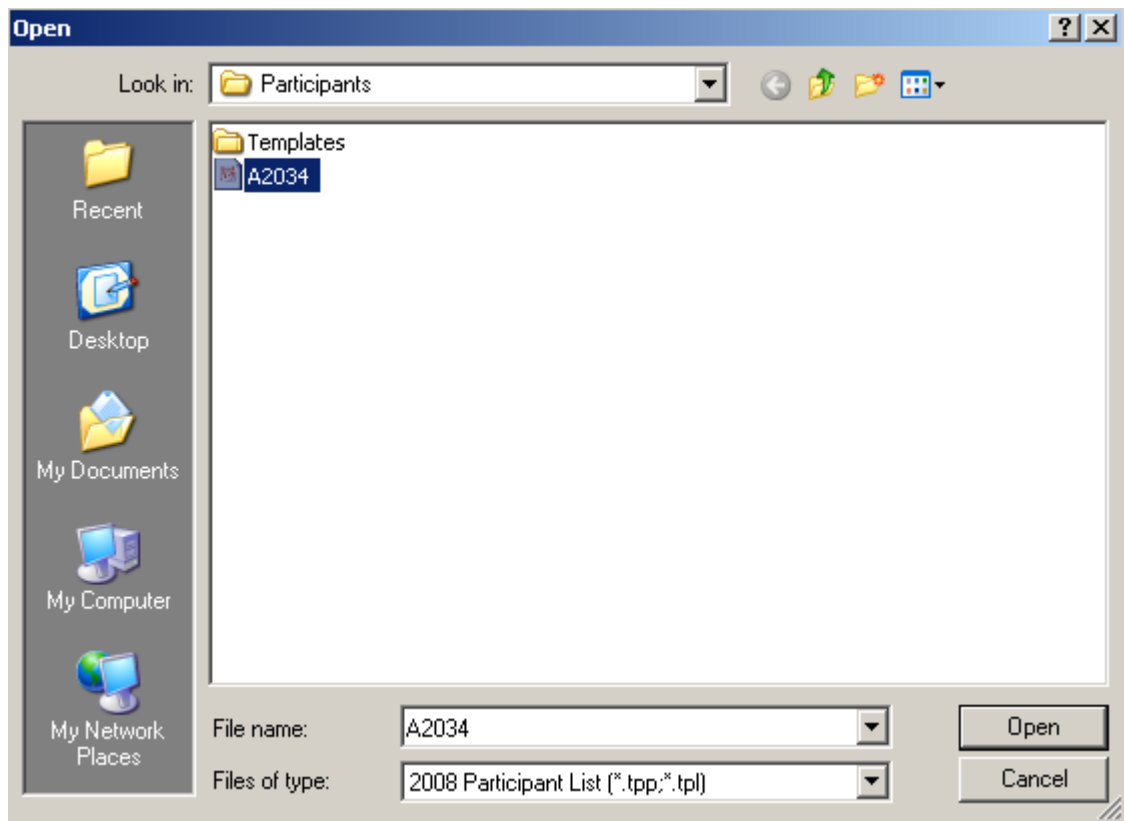 Open
Look in: Participants
Templates
A2034
Recent
Desktop
My Documents
My Computer
My Network
Places
File name: A2034 Open
Files of type: 2008 Participant List (*.tpp;*.tpl) Cancel